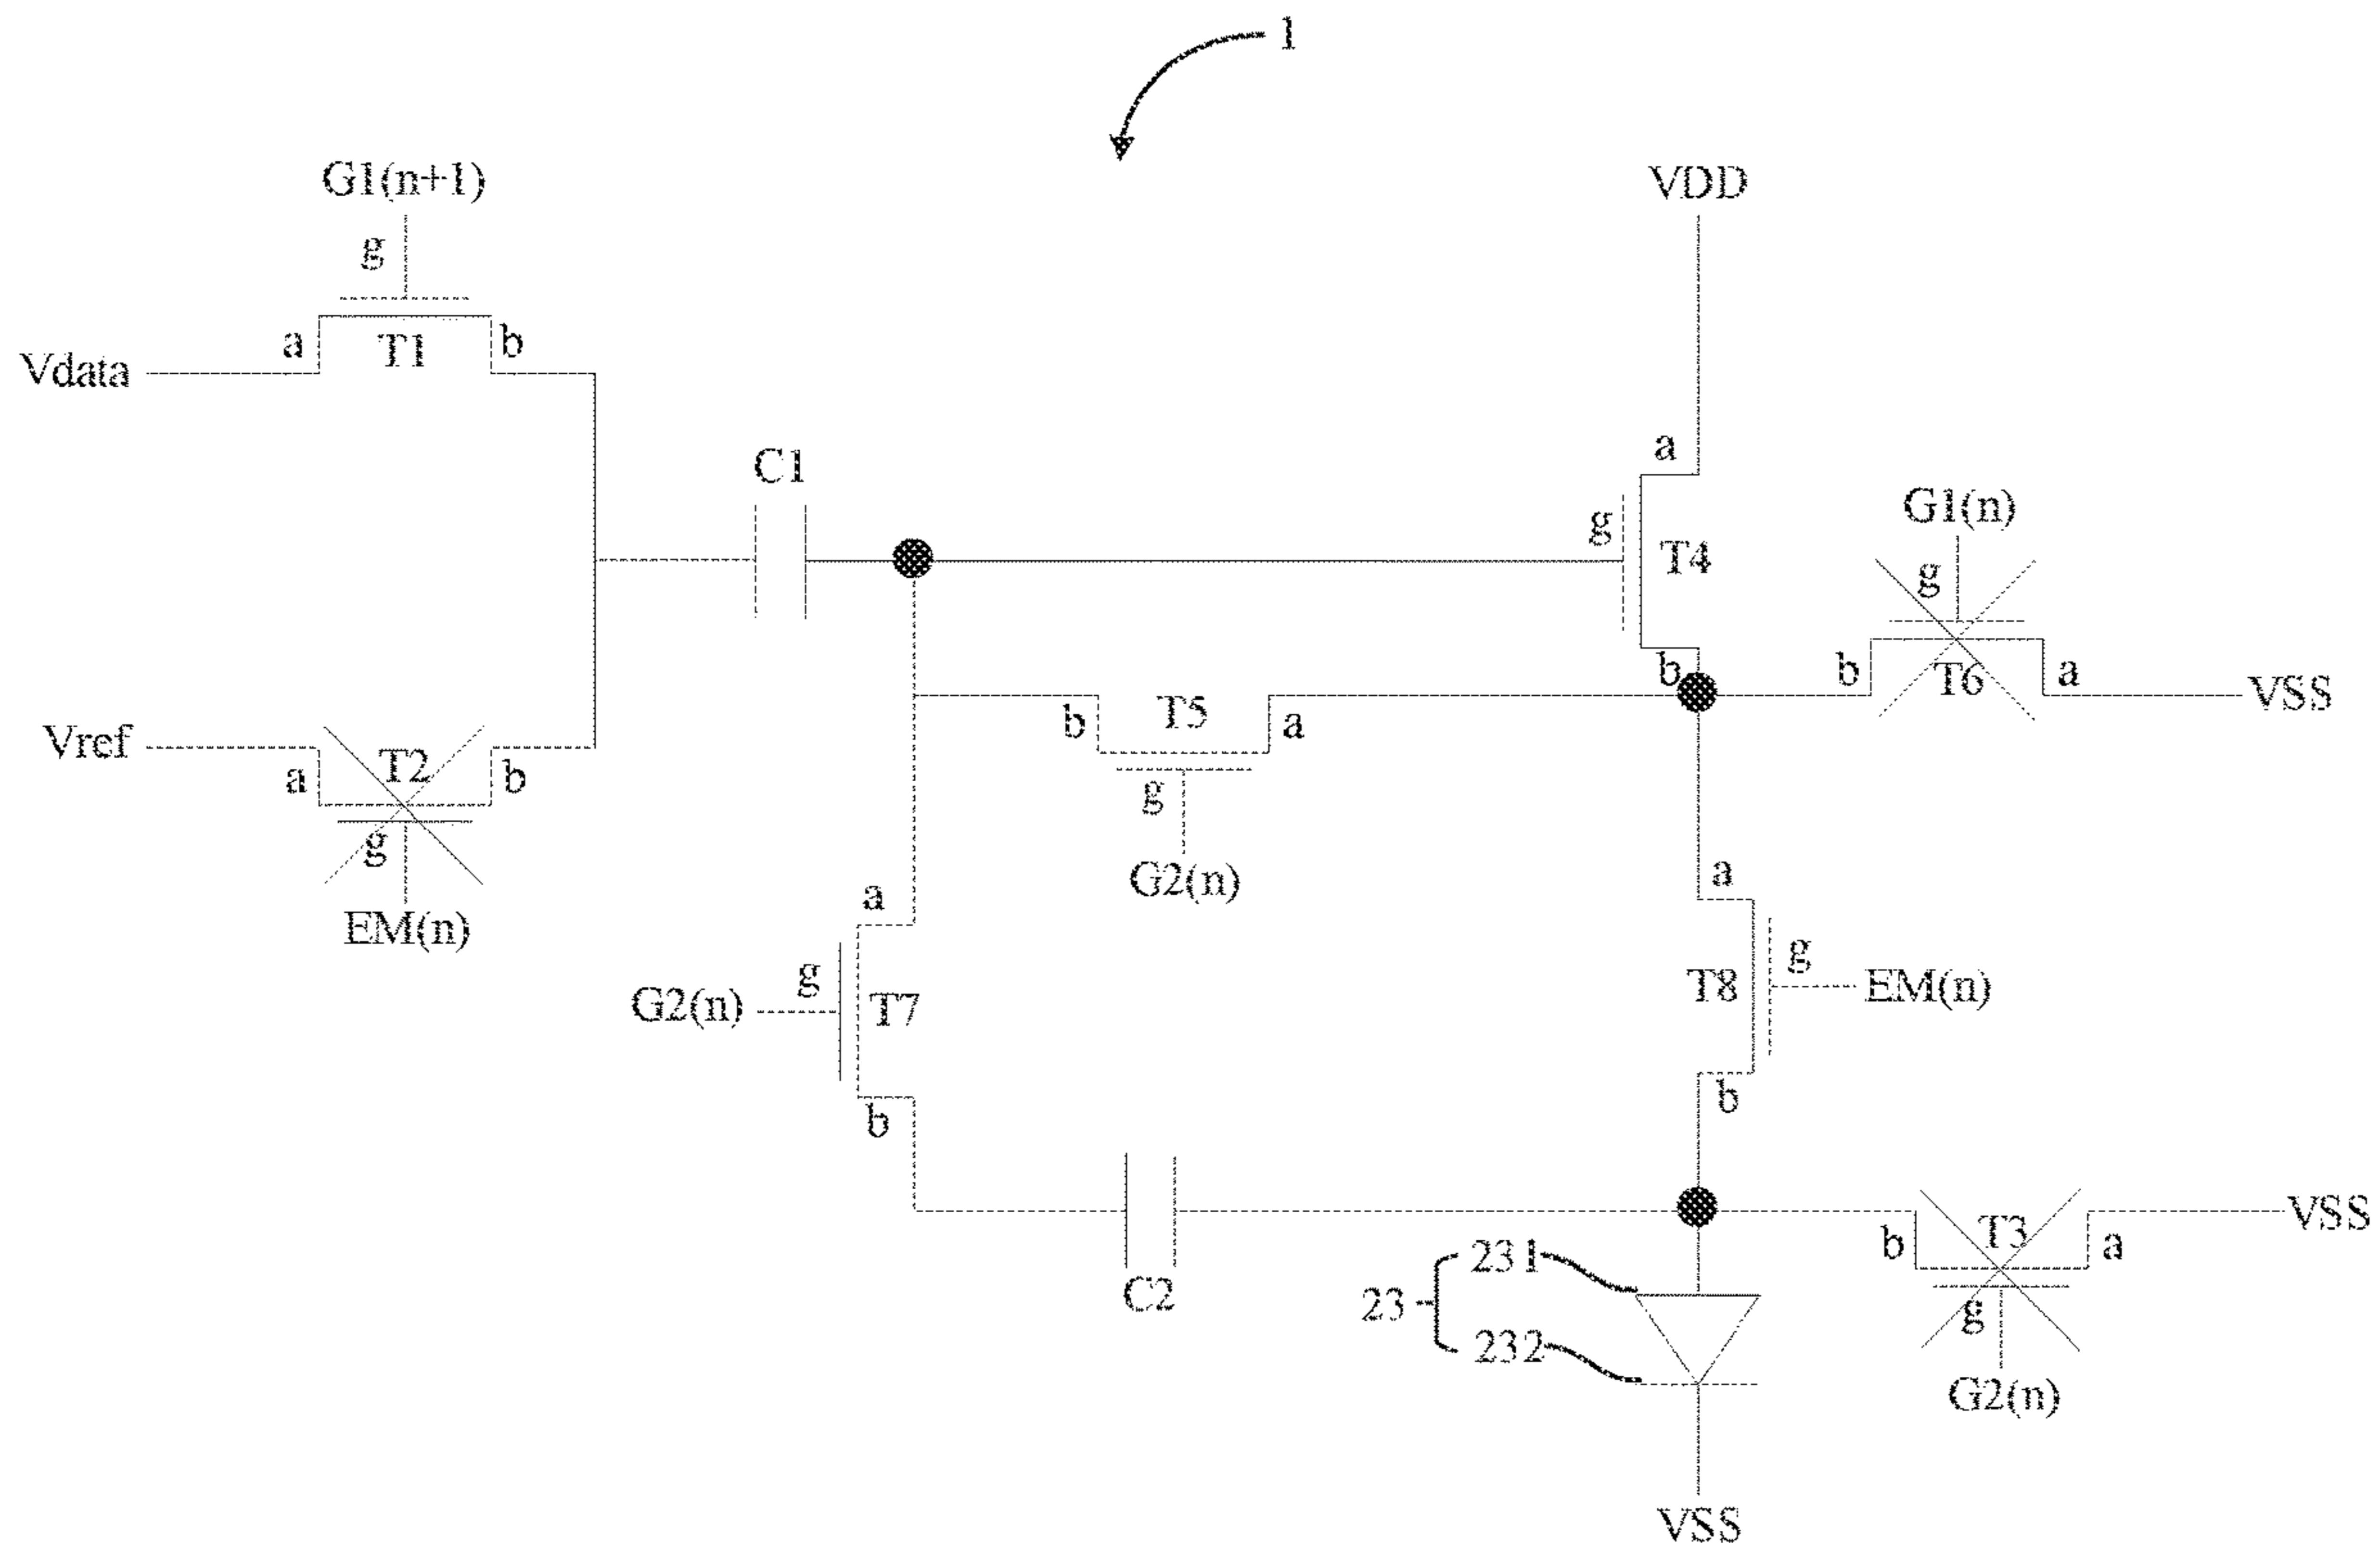 1
G1(n+1)
VDD
g
a T1 b
Vdata
C1
a
g T4
G1(n)
g
b
b T6 a
VSS
Vref
a T2 b
g
EM(n)
b T5 a
g
G2(n)
a
G2(n) g T7
b
a
T8 g EM(n)
b
C2
23 231
232
b T3 a VSS
g
G2(n)
VSS